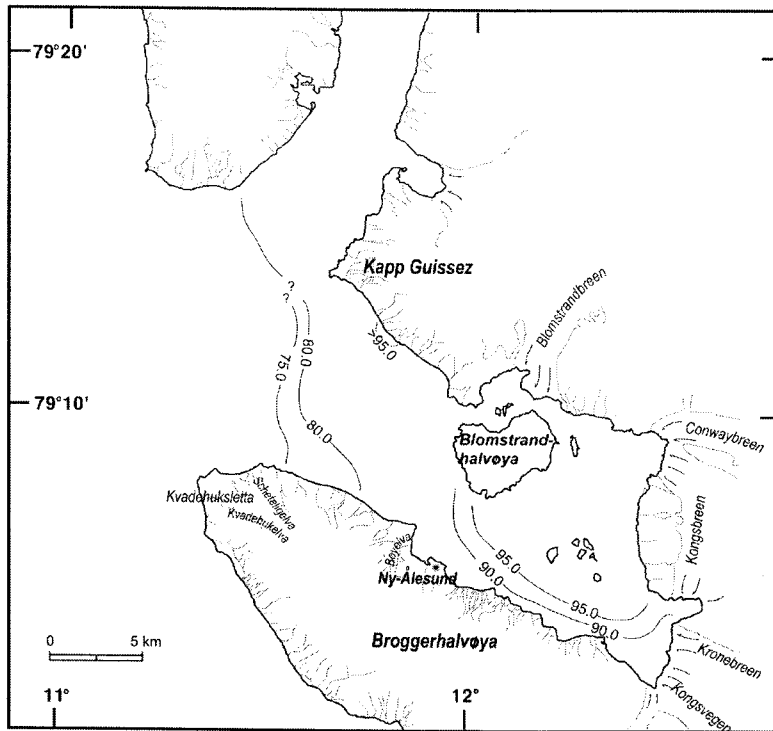 79°20'
Kapp Guissez
Blomstrandbreen
?
?
75.0
80.0
>95.0
79°10'
80.0
Blomstrand-
halvøya
Conwaybreen
Kvadehuksletta
Kvadehukelva
Bayelva
Kongsbreen
Ny-Ålesund
95.0
90.0
95.0
90.0
0 5 km
Broggerhalvøya
Kronebreen
Kongsvegen
11° 12°